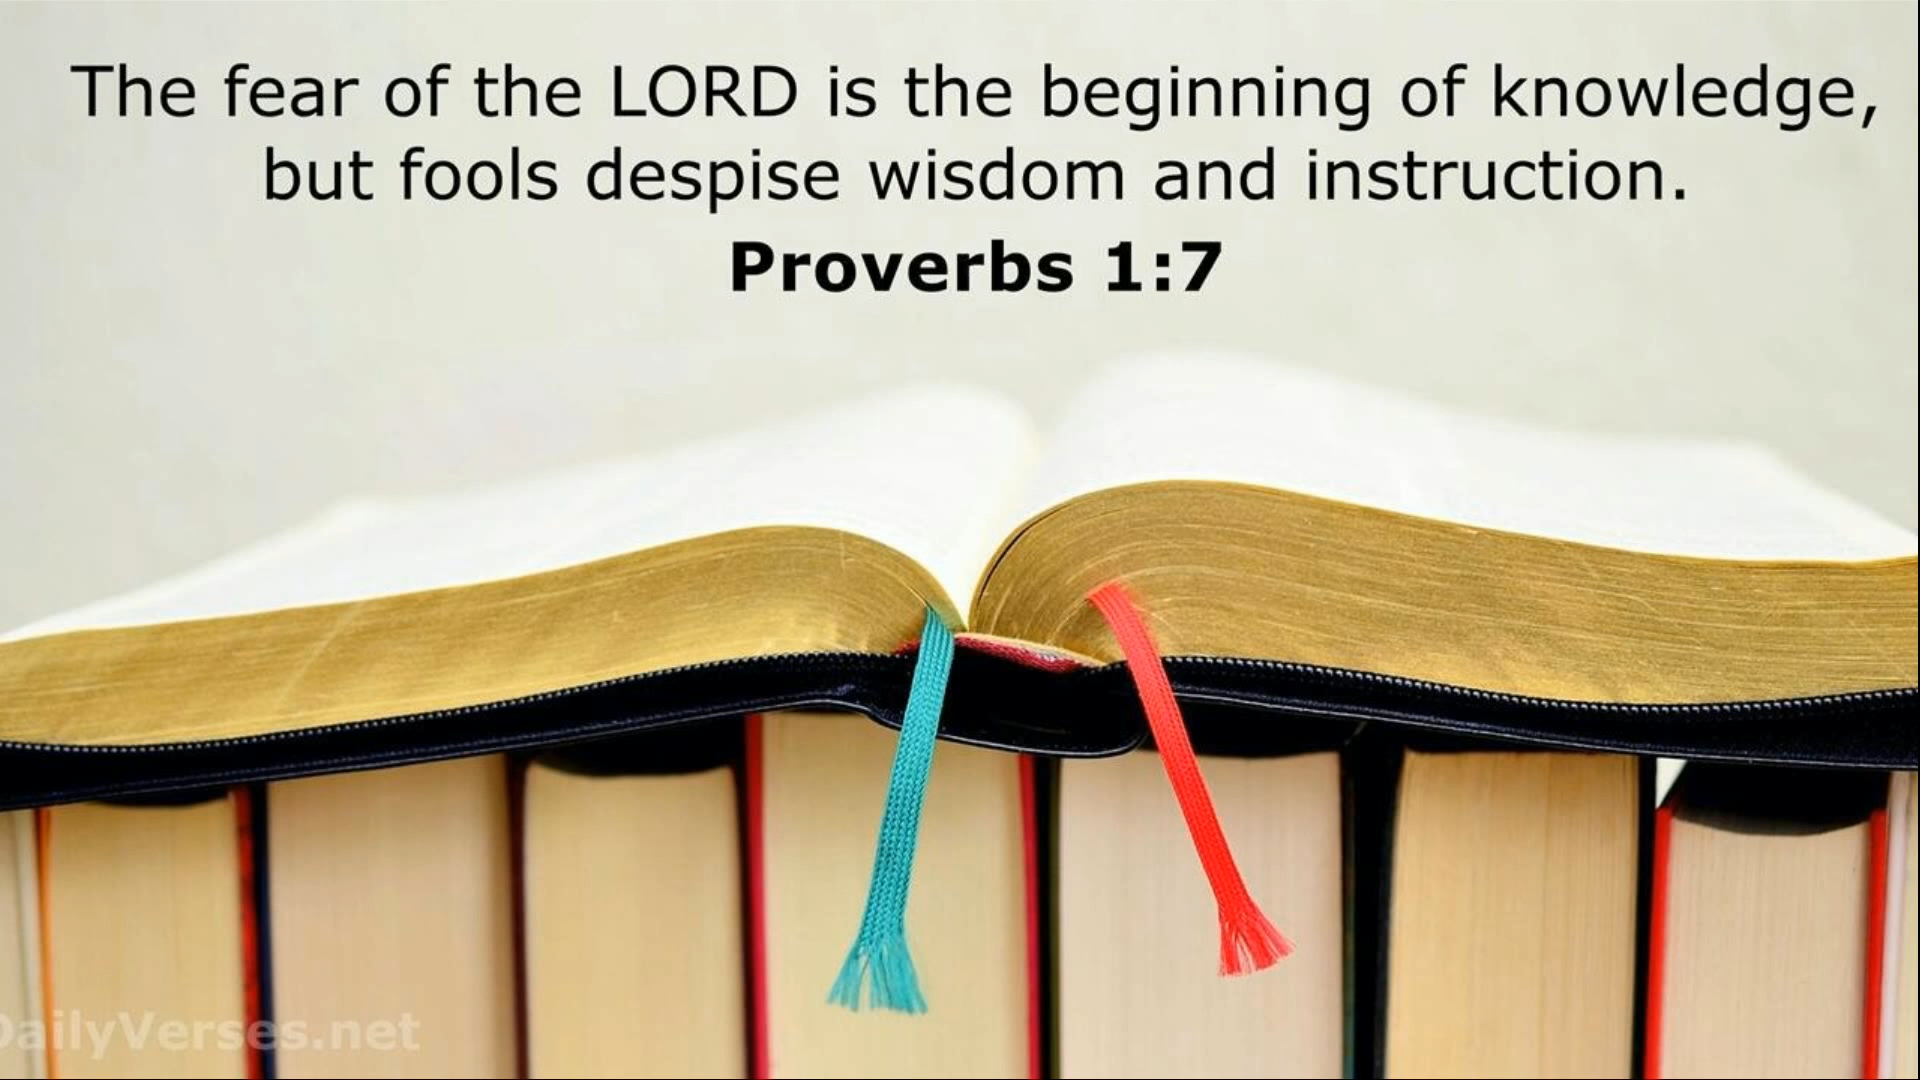 The fear of the LORD is the beginning of knowledge,
but fools despise wisdom and instruction.
Proverbs 1:7
DailyVerses.net